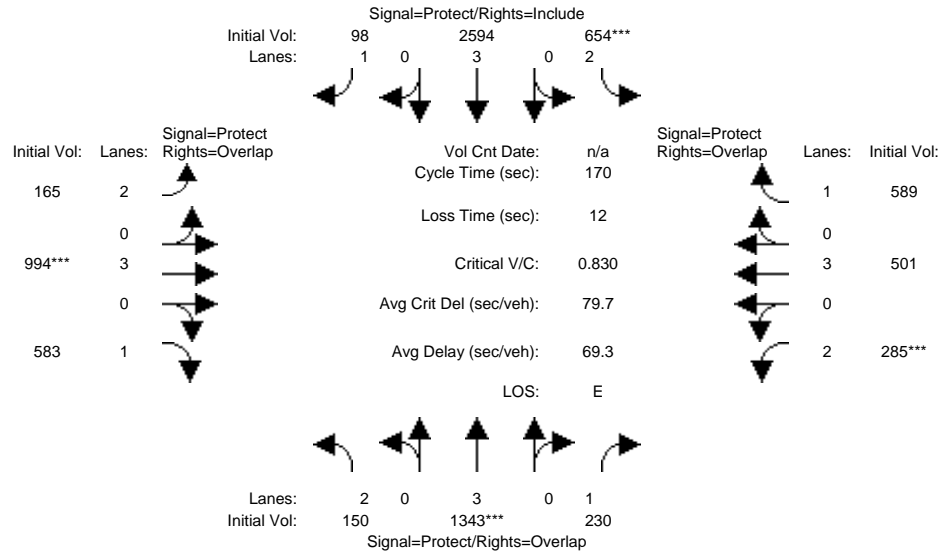 Signal=Protect/Rights=Include
Initial Vol: 98 2594 654***
Lanes: 1 0 3 0 2
Signal=Protect
Initial Vol: Lanes: Rights=Overlap
Vol Cnt Date: n/a
Signal=Protect
Rights=Overlap Lanes: Initial Vol:
Cycle Time (sec): 170
165 2 1 589
Loss Time (sec): 12
0 0
994*** 3 Critical V/C: 0.830 3 501
0 Avg Crit Del (sec/veh): 79.7 0
583 1 Avg Delay (sec/veh): 69.3 2 285***
LOS: E
Lanes: 2 0 3 0 1
Initial Vol: 150 1343*** 230
Signal=Protect/Rights=Overlap